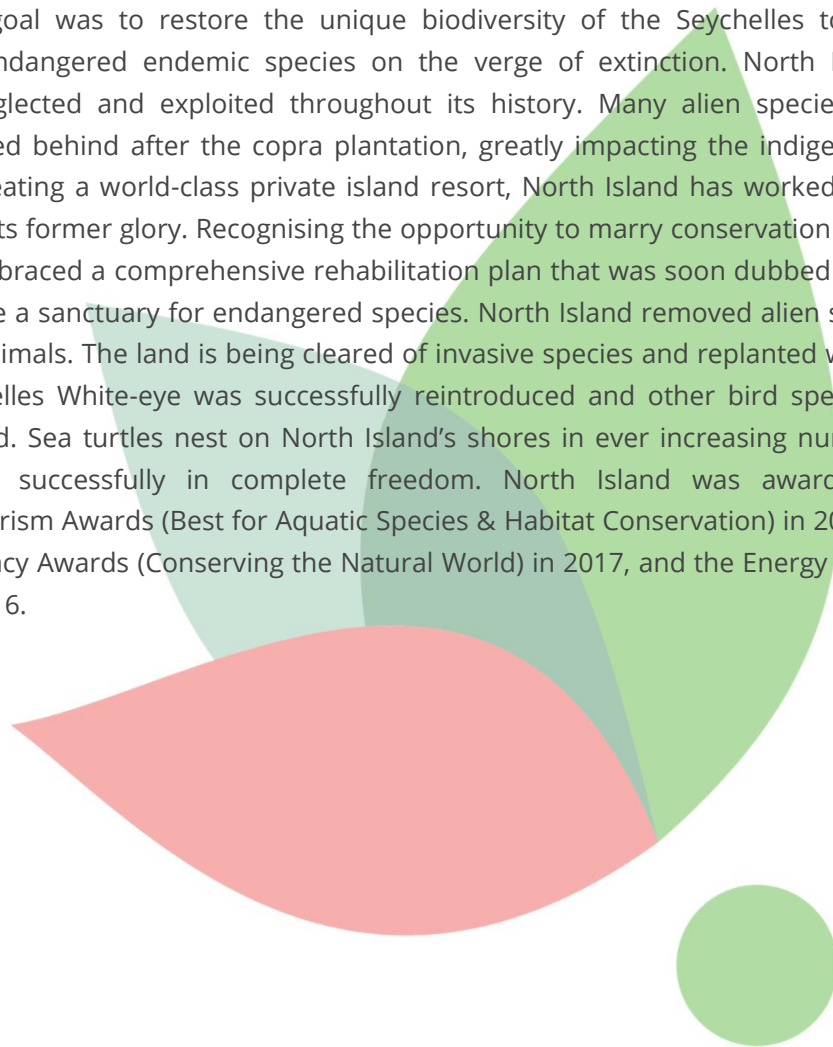 goal was to restore the unique biodiversity of the Seychelles to
ndangered endemic species on the verge of extinction. North I
glected and exploited throughout its history. Many alien specie
ed behind after the copra plantation, greatly impacting the indige
eating a world-class private island resort, North Island has worked
ts former glory. Recognising the opportunity to marry conservation
braced a comprehensive rehabilitation plan that was soon dubbed
e a sanctuary for endangered species. North Island removed alien s
imals. The land is being cleared of invasive species and replanted w
elles White-eye was successfully reintroduced and other bird spe
d. Sea turtles nest on North Island’s shores in ever increasing nu
successfully in complete freedom. North Island was award
rism Awards (Best for Aquatic Species & Habitat Conservation) in 20
acy Awards (Conserving the Natural World) in 2017, and the Energy
16.